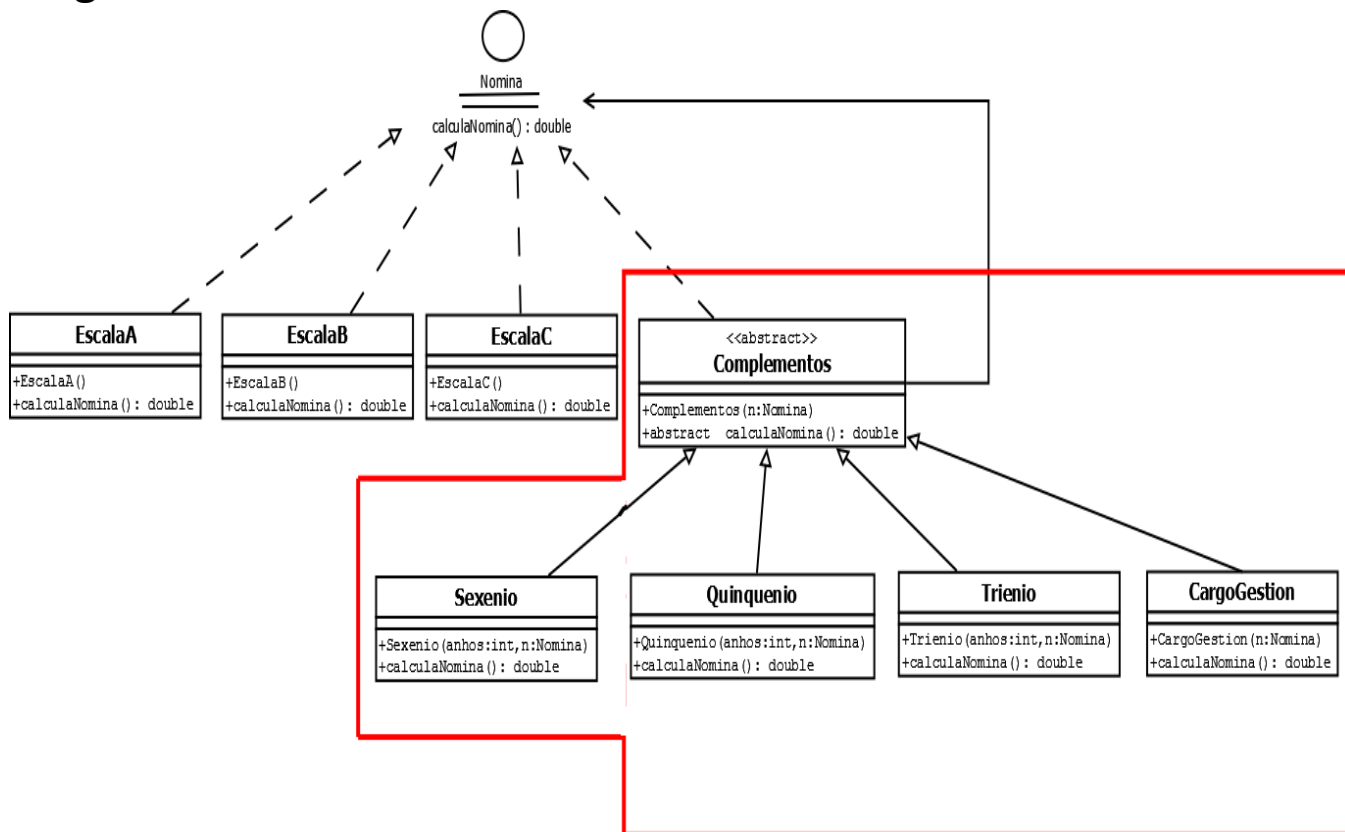 Nomina
calculaNomina() : double
EscalaA
+EscalaA()
+calculaNomina(): double
EscalaB
+EscalaB()
+calculaNomina(): double
EscalaC
+EscalaC()
+calculaNomina(): double
<<abstract>>
Complementos
+Complementos(n:Nomina)
+abstract calculaNomina(): double
Sexenio
+Sexenio(anhos:int,n:Nomina)
+calculaNomina(): double
Quinquenio
+Quinquenio(anhos:int,n:Nomina)
+calculaNomina(): double
Trienio
+Trienio(anhos:int,n:Nomina)
+calculaNomina(): double
CargoGestion
+CargoGestion(n:Nomina)
+calculaNomina(): double